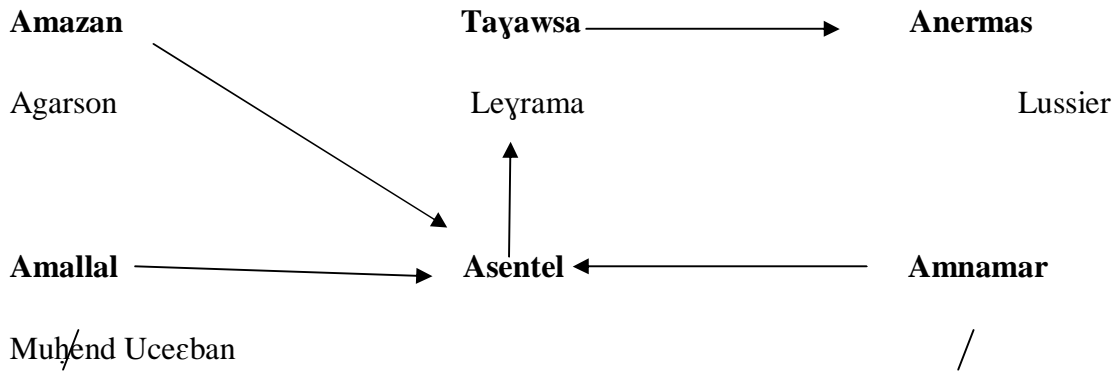 Amazan Taɣawsa Anermas
Agarson Leɣrama Lussier
Amallal Asentel Amnamar
Muḥend Uceɛban /